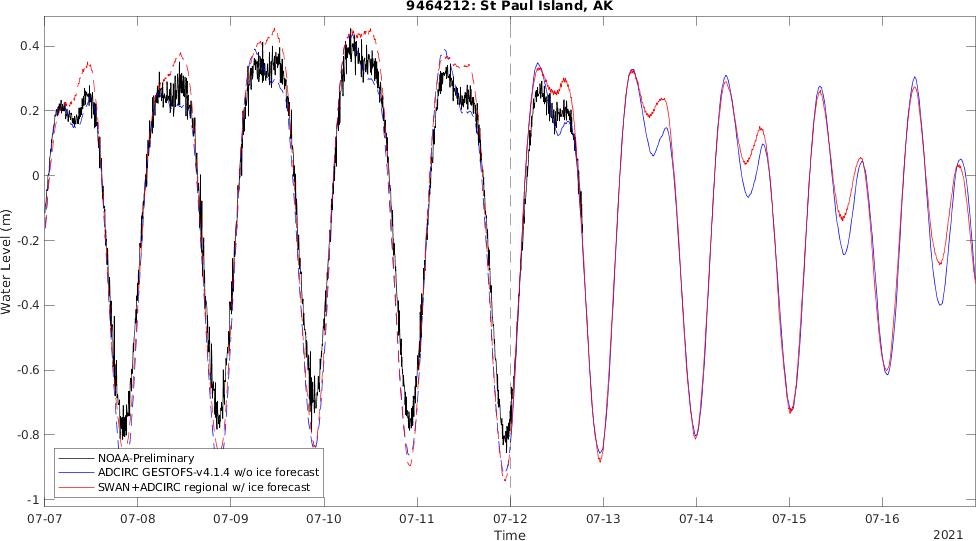 9464212: St Paul Island, AK
0.4
0.2
0
-0.2
-0.4
-0.6
-0.8
-1
Water Level (m)
NOAA-Preliminary
ADCIRC GESTOFS-v4.1.4 w/o ice forecast
SWAN+ADCIRC regional w/ ice forecast
07-07 07-08 07-09 07-10 07-11 07-12 07-13 07-14 07-15 07-16
Time
2021